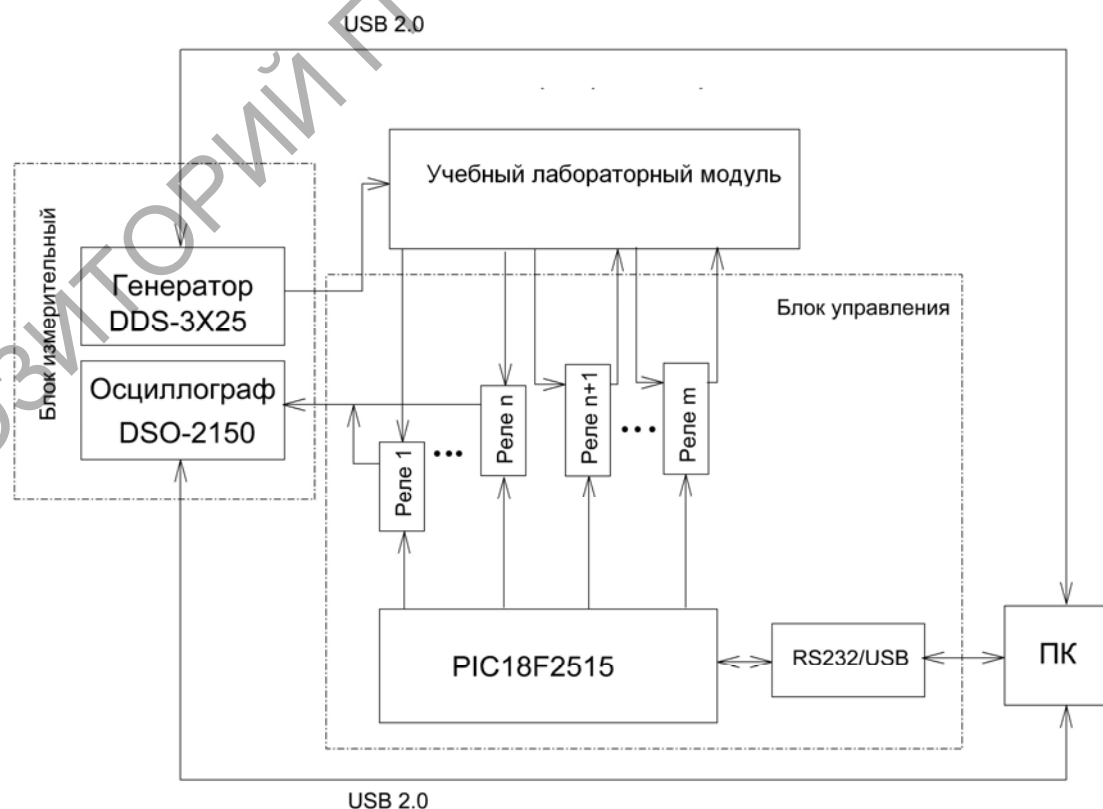 USB 2.0
Учебный лабораторный модуль
Блок измерительный
Генератор
DDS-3X25
Блок управления
Осциллограф
DSO-2150
Реле 1
Реле n
Реле n+1
Реле m
PIC18F2515
RS232/USB
ПК
USB 2.0